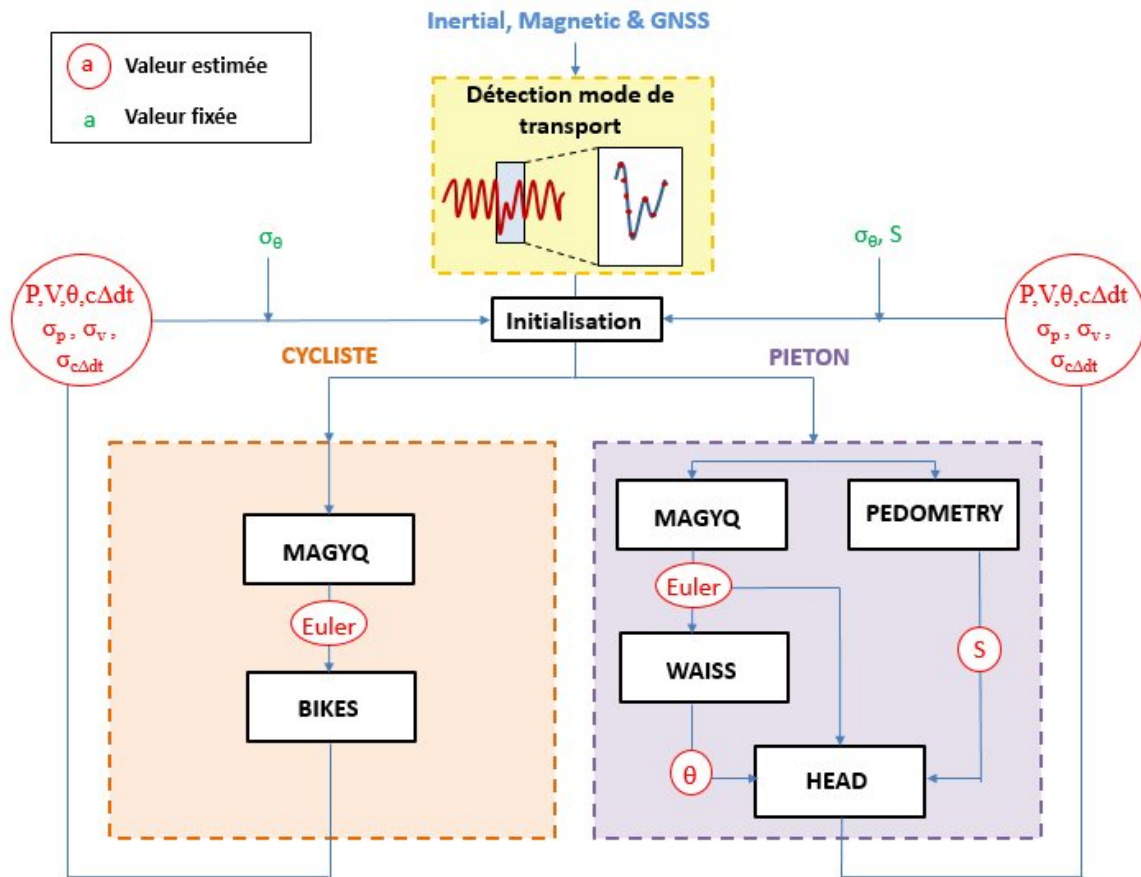 Inertial, Magnetic & GNSS
a Valeur estimée
a Valeur fixée
Détection mode de
transport
σθ
σθ, S
P,V,θ,cΔdt
σp , σv ,
σcΔdt
Initialisation
P,V,θ,cΔdt
σp , σv ,
σcΔdt
CYCLISTE
PIETON
MAGYQ
Euler
BIKES
MAGYQ
PEDOMETRY
Euler
S
WAISS
θ
HEAD